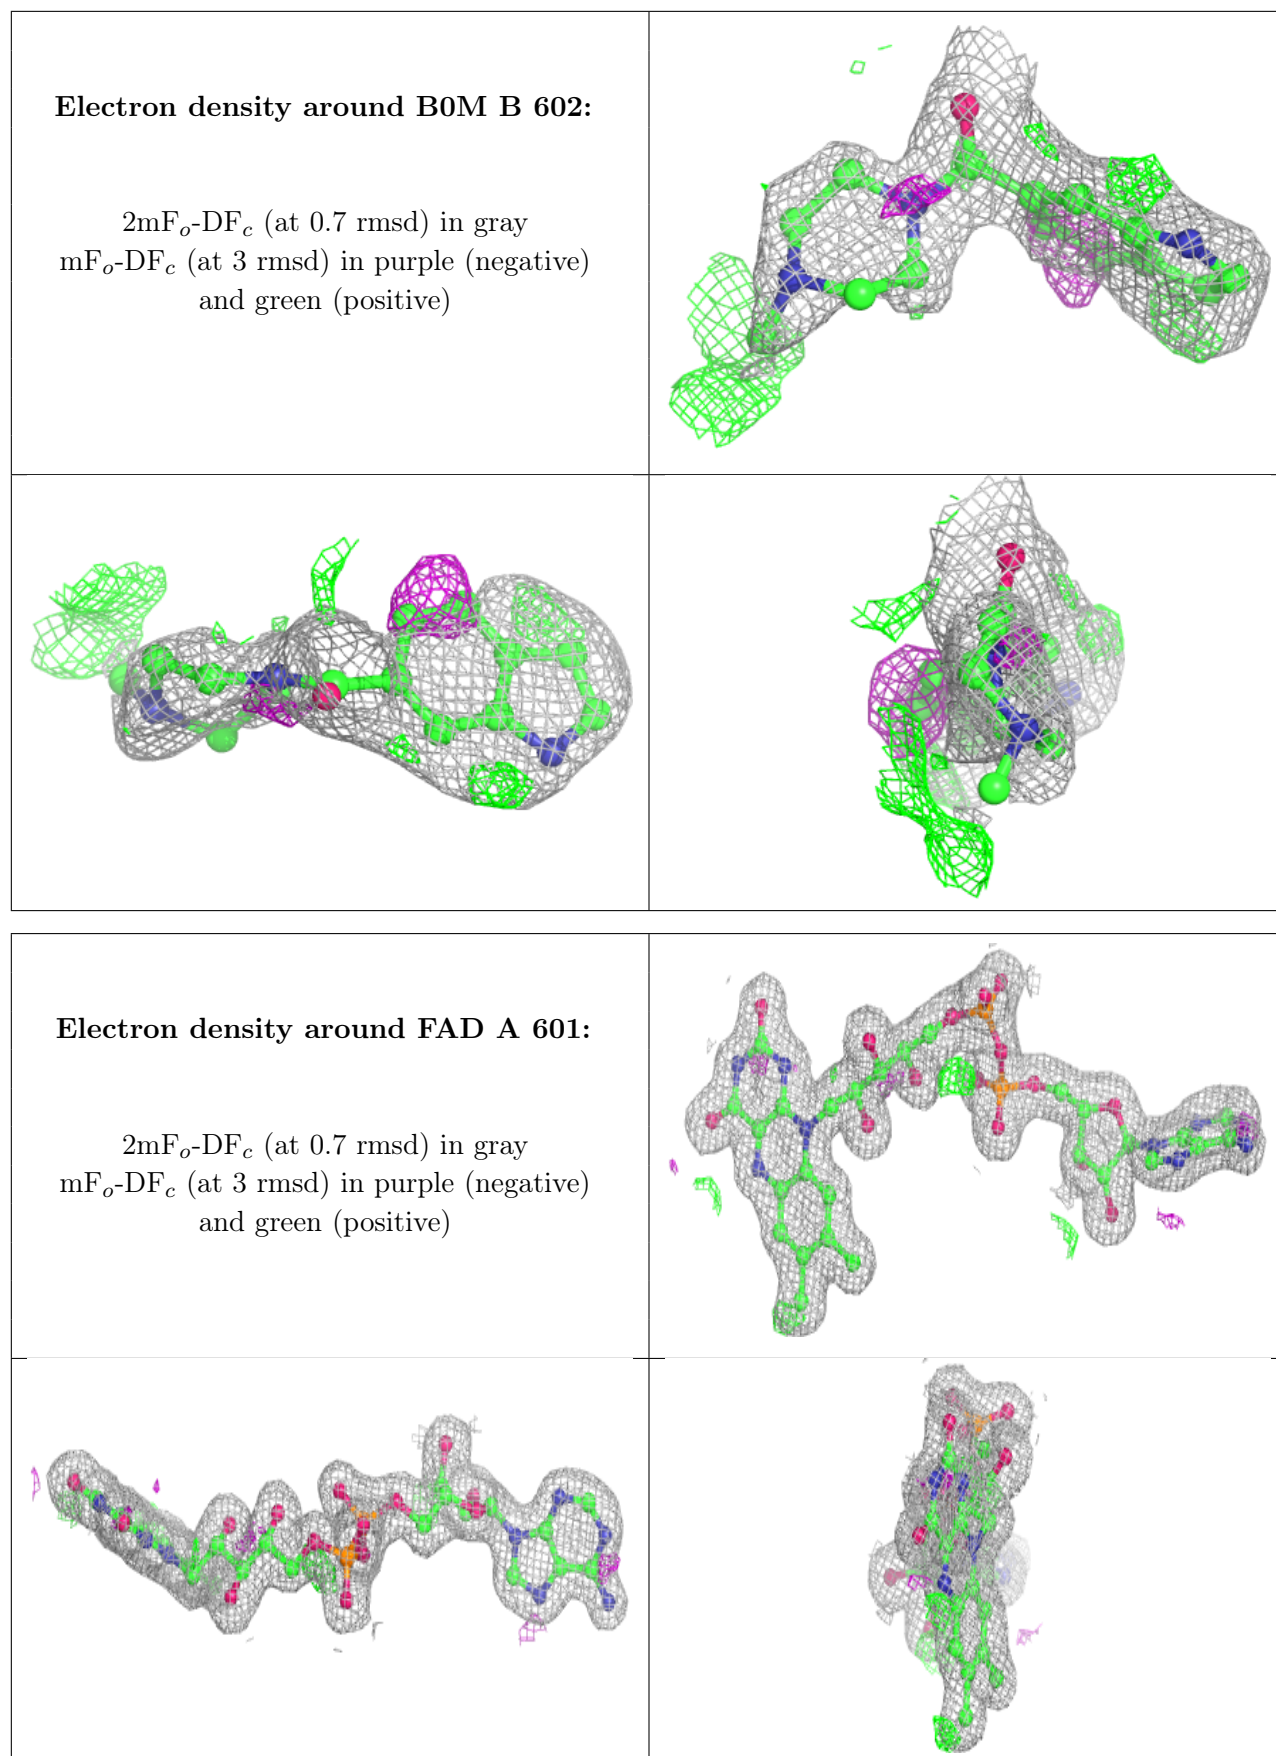 Electron density around B0M B 602:
2mFo-DFc (at 0.7 rmsd) in gray
mFo-DFc (at 3 rmsd) in purple (negative)
and green (positive)
Electron density around FAD A 601:
2mFo-DFc (at 0.7 rmsd) in gray
mFo-DFc (at 3 rmsd) in purple (negative)
and green (positive)